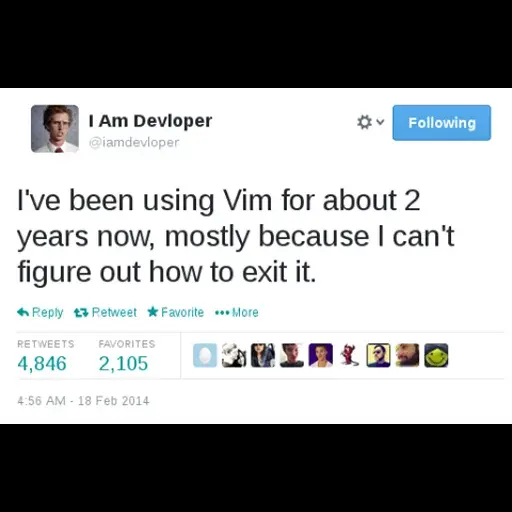 I Am Devloper
@iamdevloper
Following
I've been using Vim for about 2
years now, mostly because I can't
figure out how to exit it.
Reply Retweet Favorite •••More
RETWEETS FAVORITES
4,846 2,105
4:56 AM - 18 Feb 2014